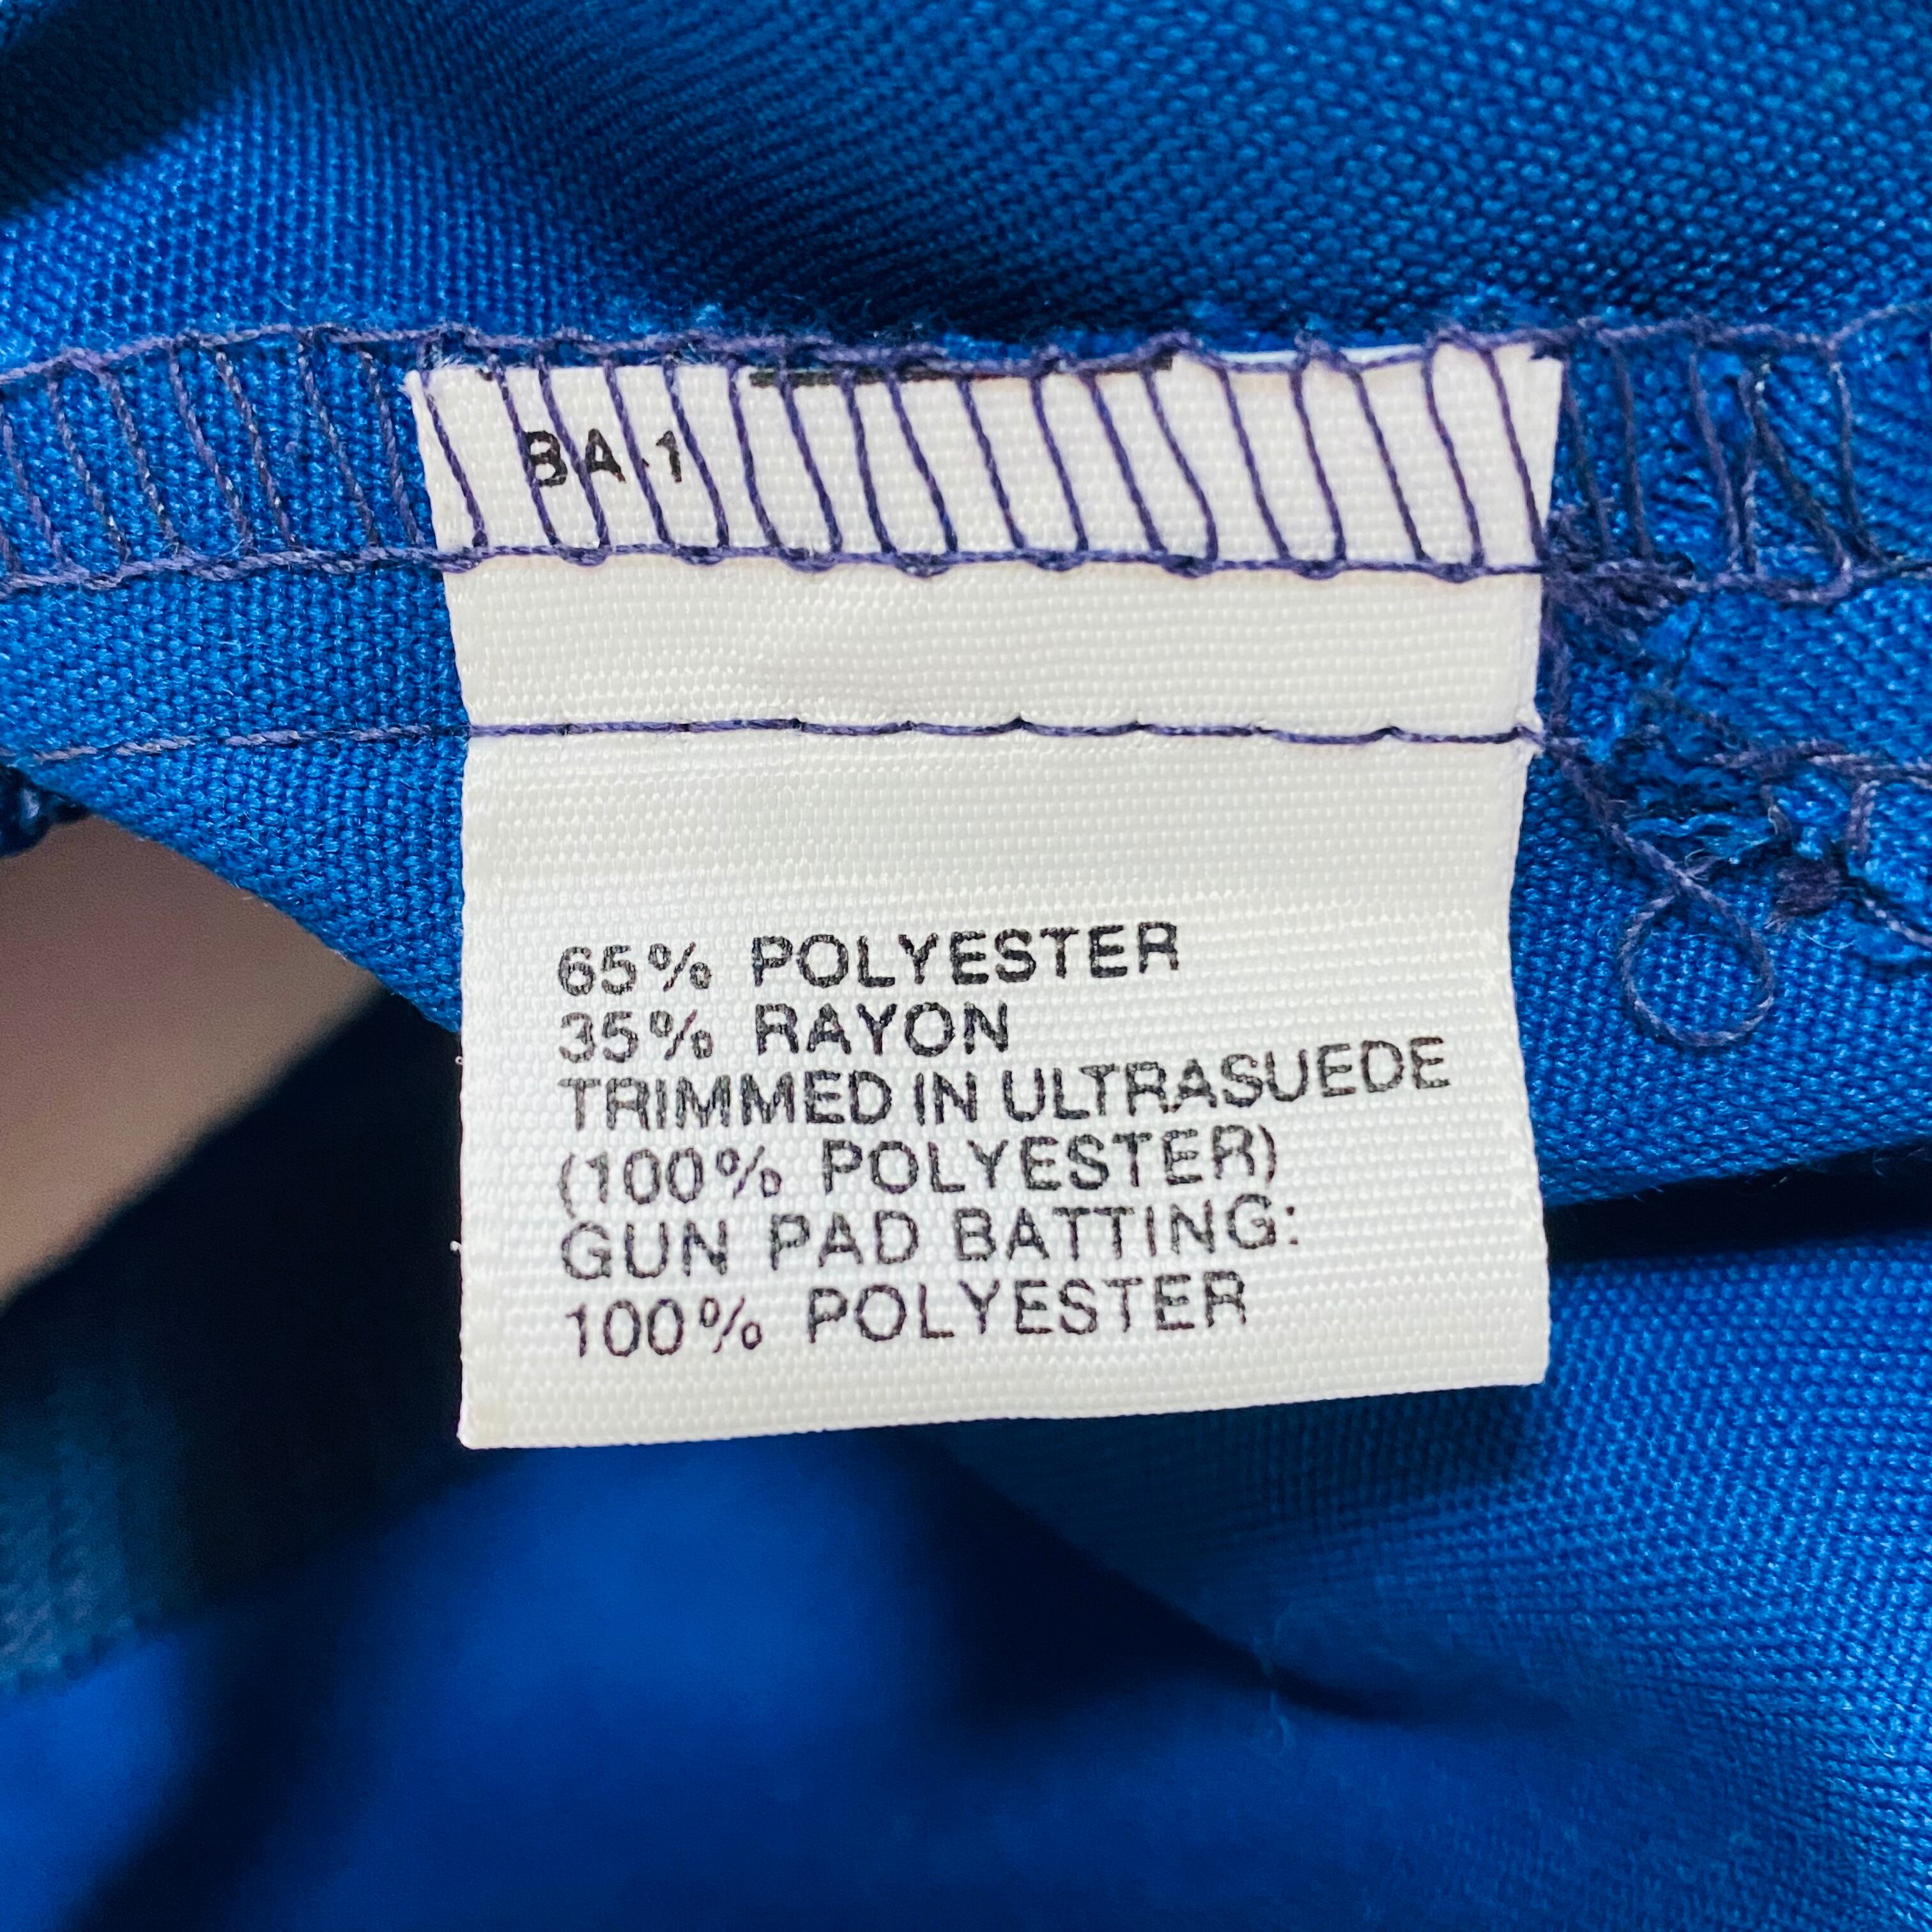 BA-1
65% POLYESTER
35% RAYON
TRIMMED IN ULTRASUEDE
(100% POLYESTER)
GUN PAD BATTING:
100% POLYESTER